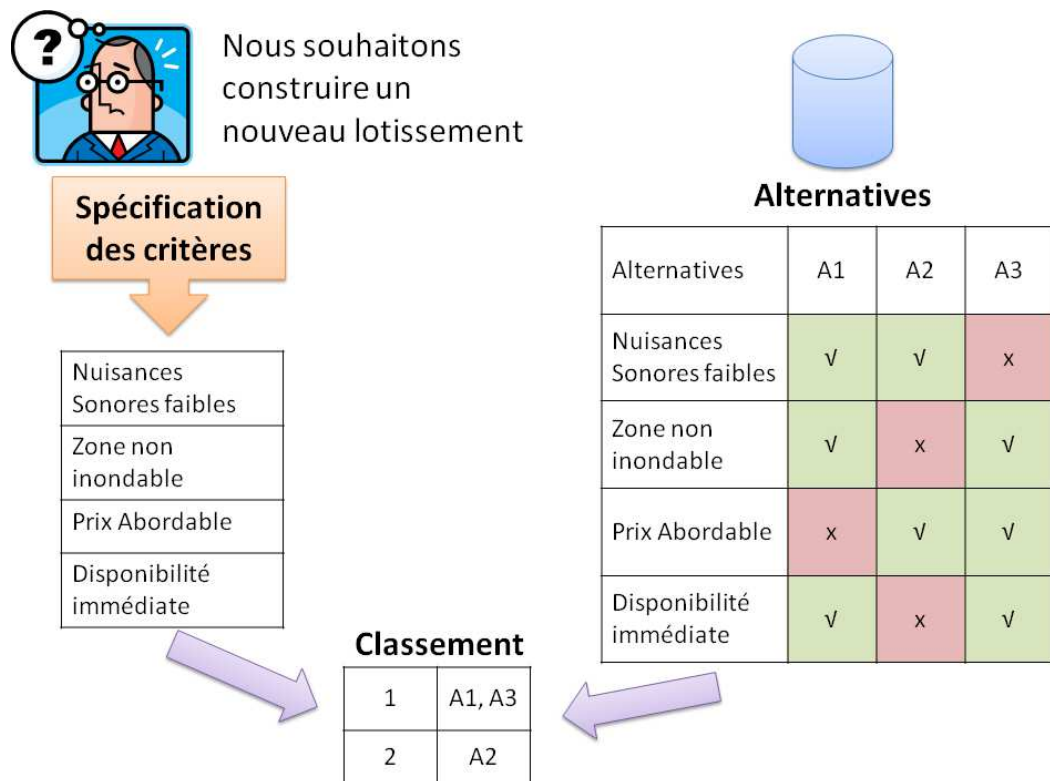 ?
Nous souhaitons
construire un
nouveau lotissement
Spécification
des critères
Nuisances
Sonores faibles
Zone non
inondable
Prix Abordable
Disponibilité
immédiate
Alternatives
Alternatives A1 A2 A3
Nuisances
Sonores faibles √ √ x
Zone non
inondable √ x √
Prix Abordable x √ √
Disponibilité
immédiate √ x √
Classement
1 A1, A3
2 A2